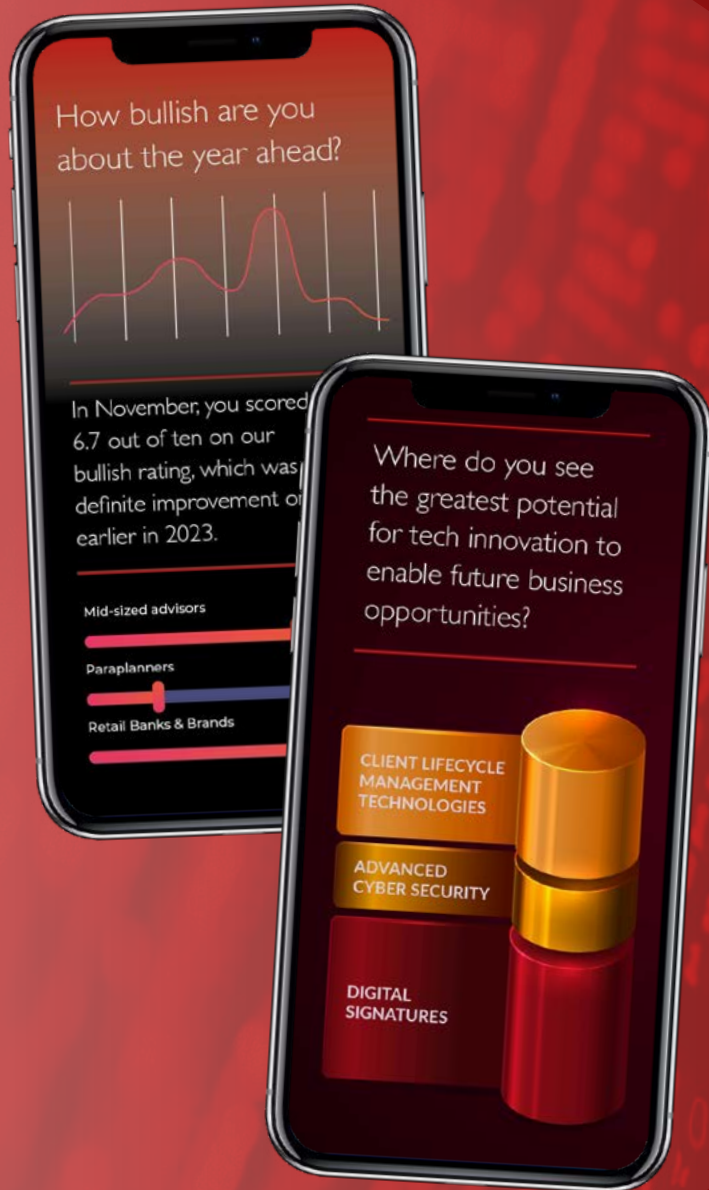 How bullish are you
about the year ahead?
In November, you scored
6.7 out of ten on our
bullish rating, which was
definite improvement
earlier in 2023.
Mid-sized advisors
Paraplanners
Retail Banks & Brands
Where do you see
the greatest potential
for tech innovation to
enable future business
opportunities?
CLIENT LIFECYCLE
MANAGEMENT
TECHNOLOGIES
ADVANCED
CYBER SECURITY
DIGITAL
SIGNATURES